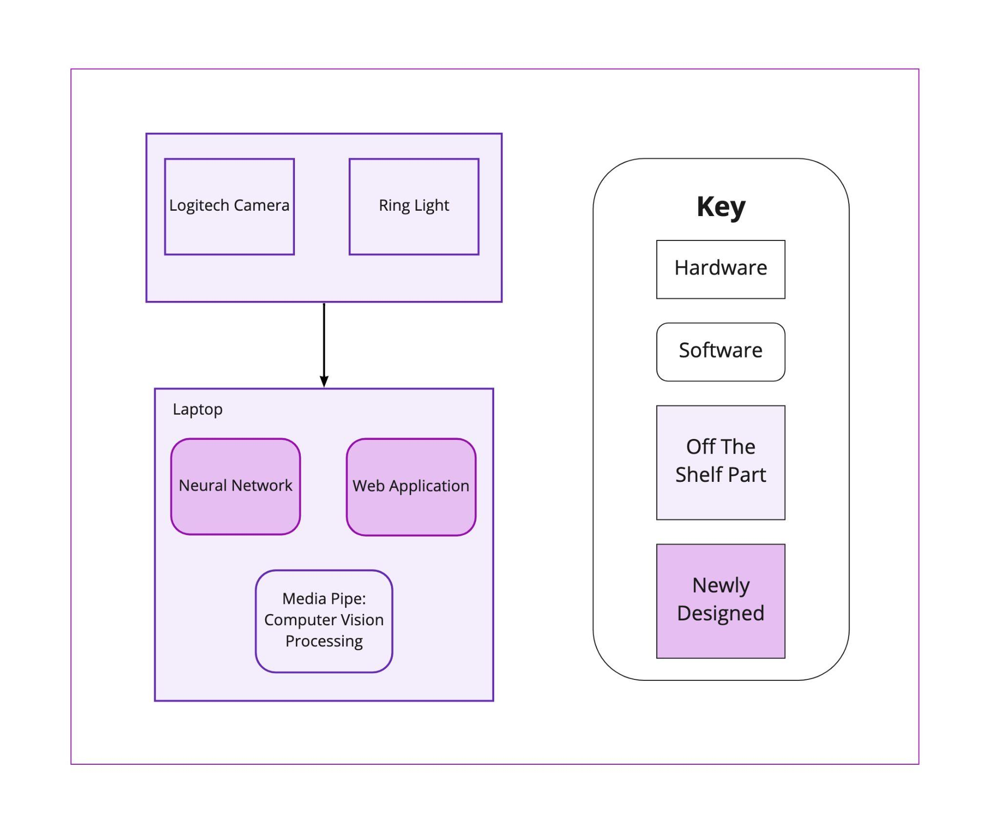 Logitech Camera
Ring Light
Laptop
Neural Network
Web Application
Media Pipe:
Computer Vision
Processing
Key
Hardware
Software
Off The
Shelf Part
Newly
Designed